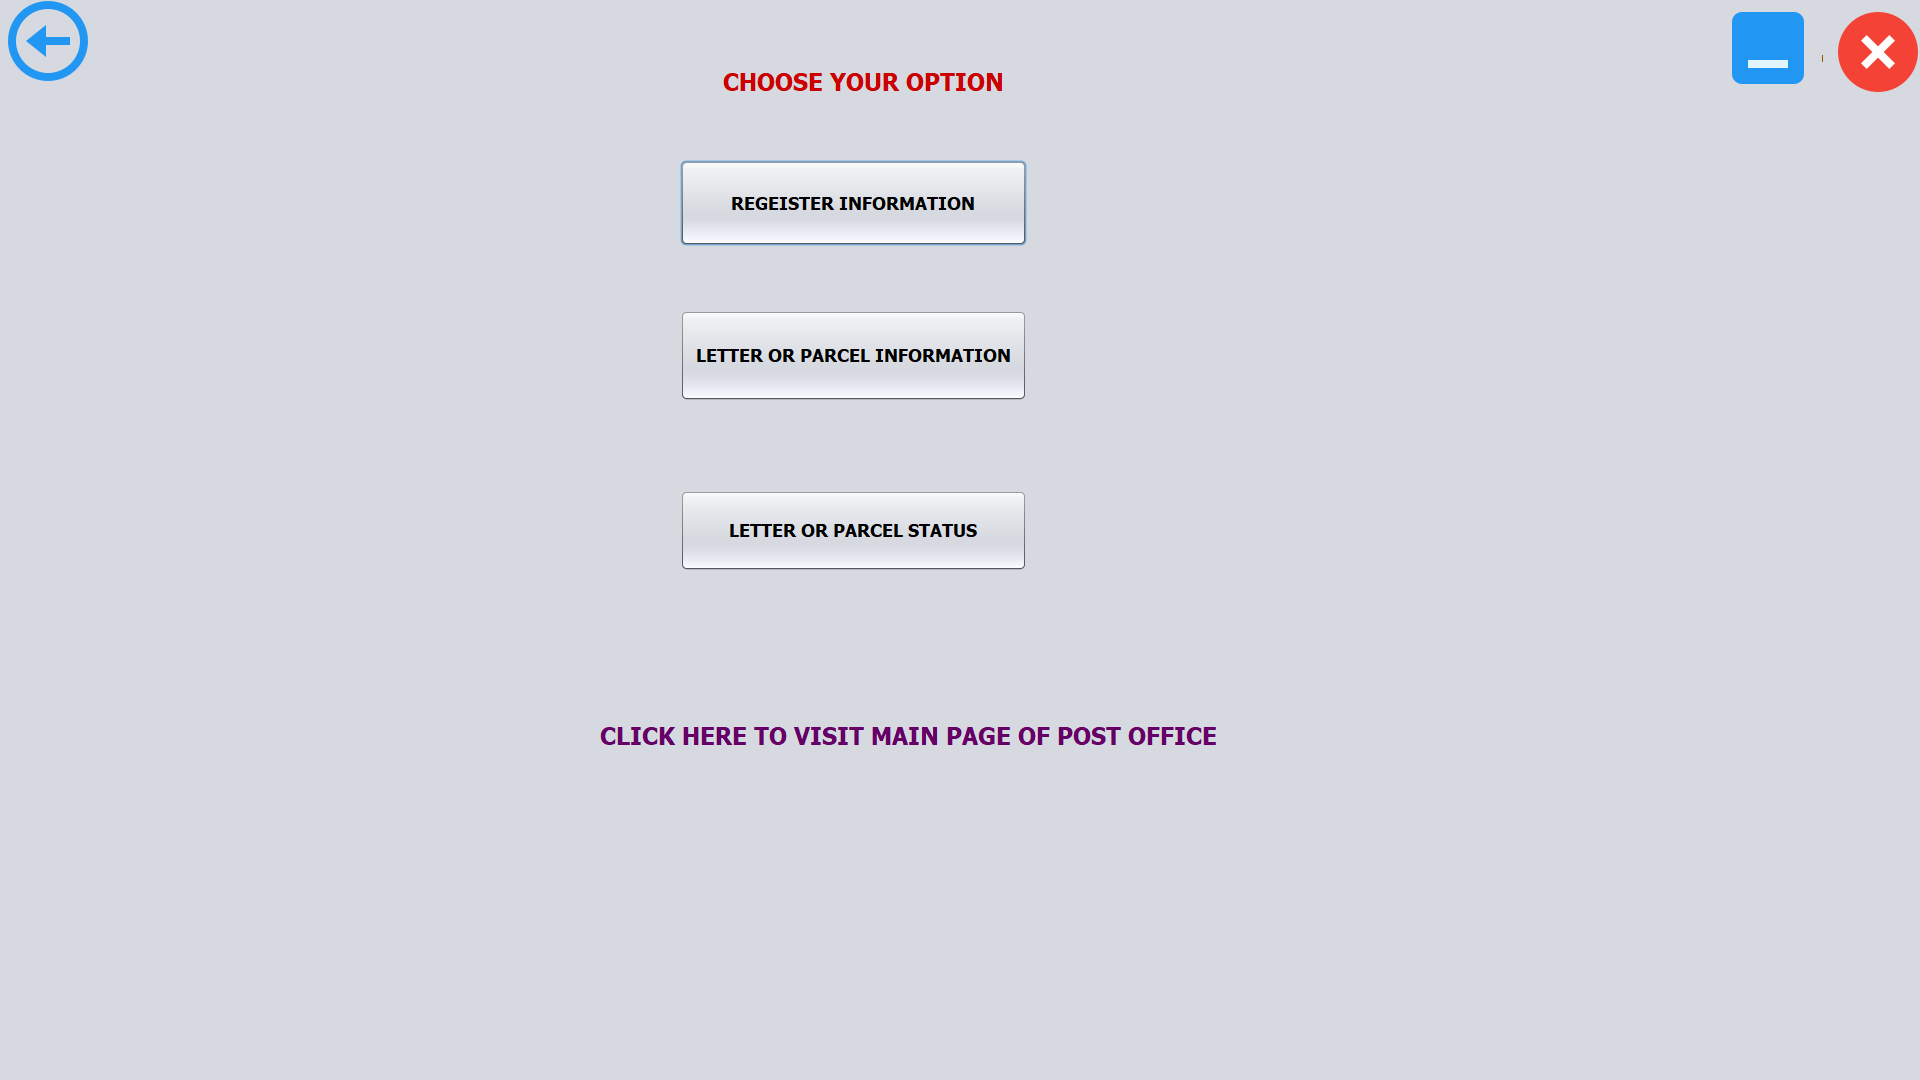 CHOOSE YOUR OPTION
REGEISTER INFORMATION
LETTER OR PARCEL INFORMATION
LETTER OR PARCEL STATUS
CLICK HERE TO VISIT MAIN PAGE OF POST OFFICE